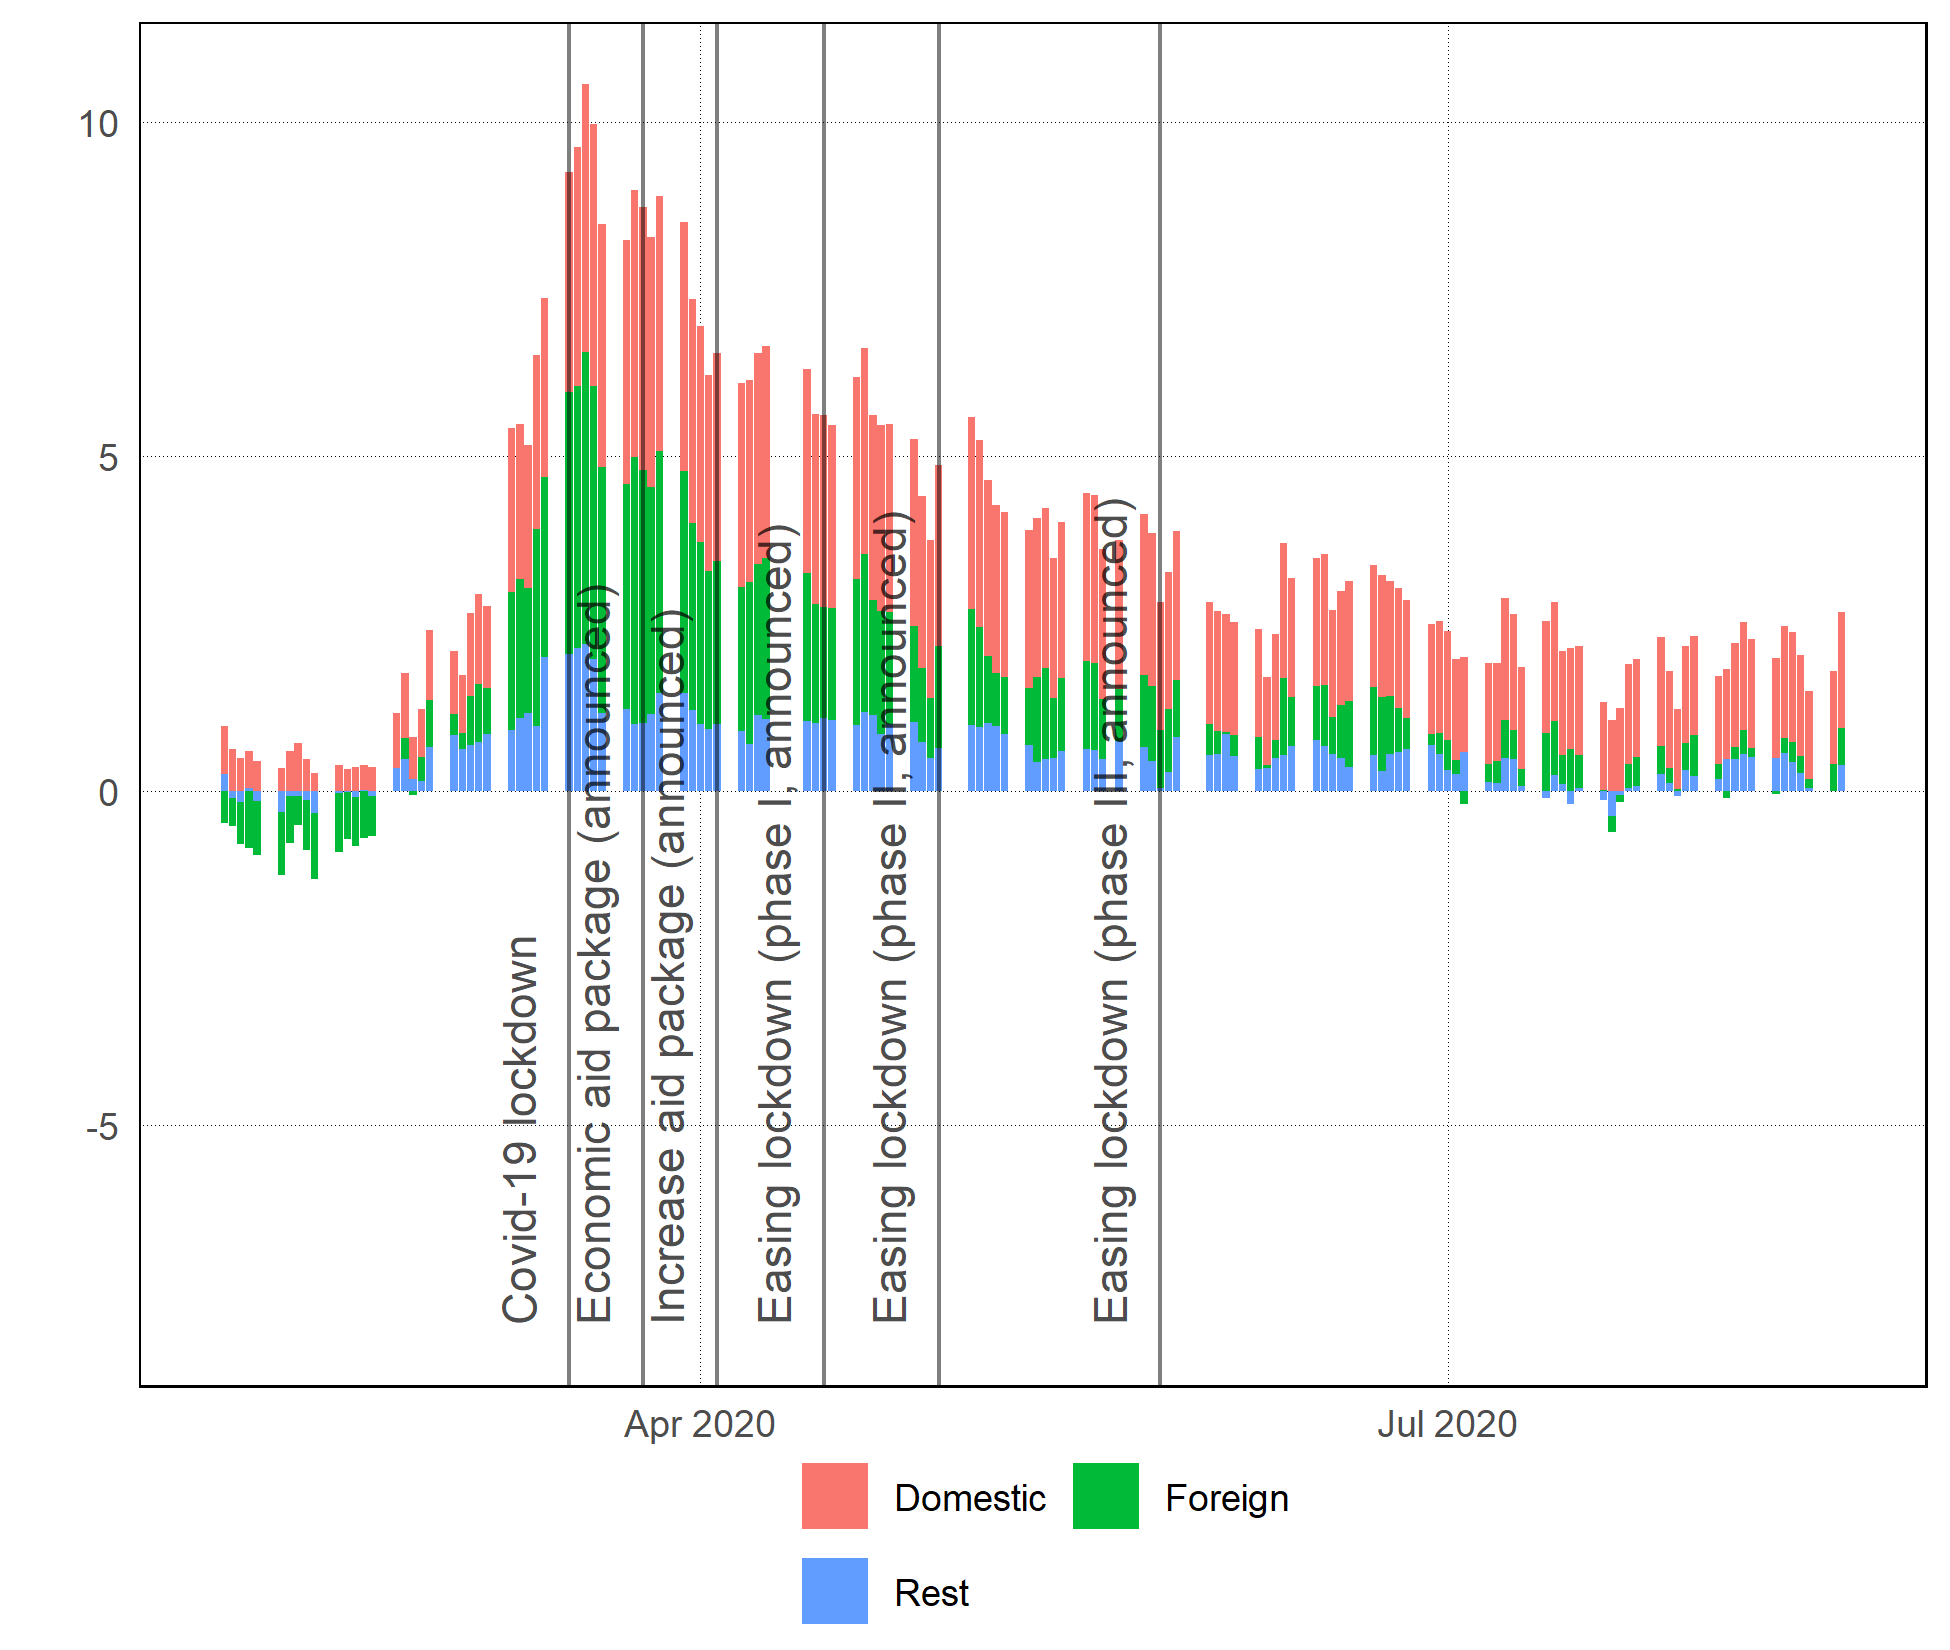 10
5
0
-5
Covid-19 lockdown
Economic aid package (announced)
Increase aid package (announced)
Easing lockdown (phase I, announced)
Easing lockdown (phase II, announced)
Easing lockdown (phase III, announced)
Apr 2020
Jul 2020
Domestic
Foreign
Rest